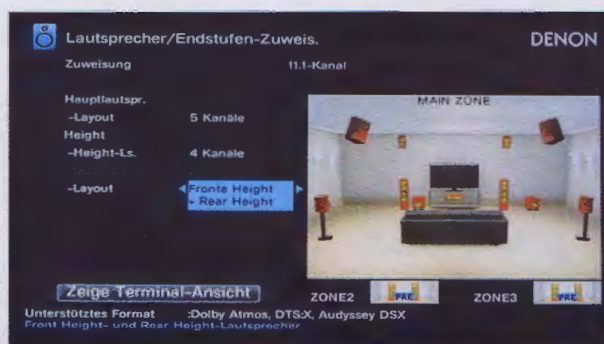 Lautsprecher/Endstufen-Zuweis.
DENON
Zuweisung 11.1-Kanal
Hauptlautspr.
-Layout 5 Kanäle
Height
-Height-Ls. 4 Kanäle
-Layout Fronte Height
+ Rear Height
MAIN ZONE
Zeige Terminal-Ansicht
ZONE2 PRE ZONE3 PRE
Unterstütztes Format :Dolby Atmos, DTS:X, Audyssey DSX
Front Height- und Rear Height-Lautsprecher